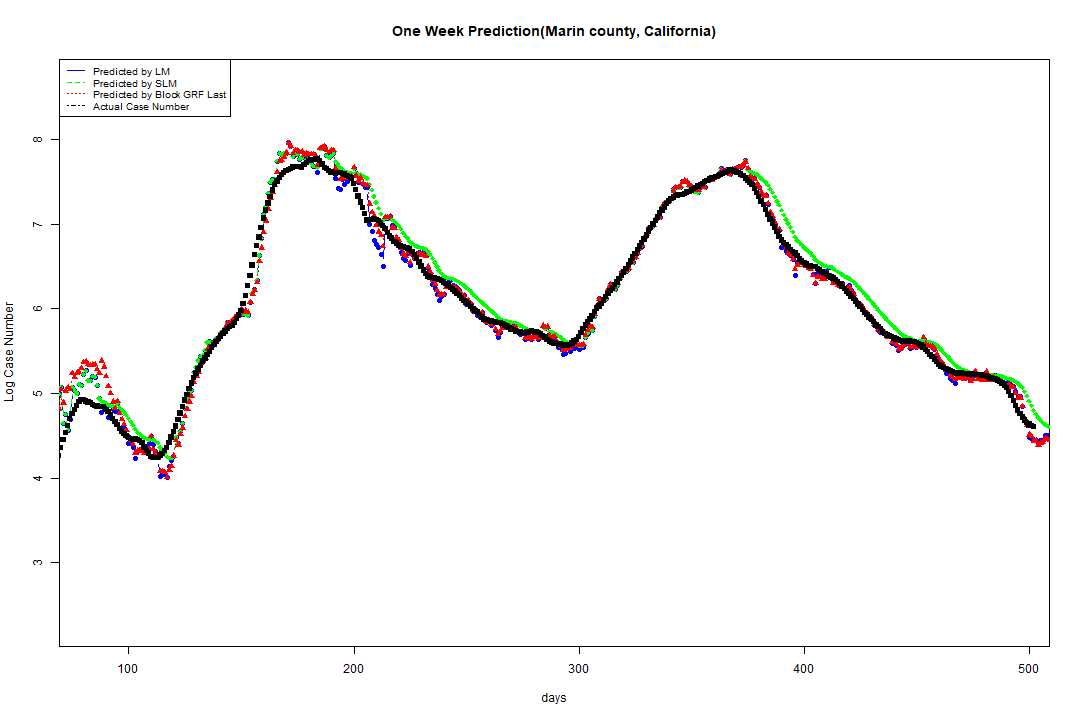 One Week Prediction(Marin county, California)
Predicted by LM
Predicted by SLM
Predicted by Block GRF Last
Actual Case Number
8
7
6
5
4
3
Log Case Number
100 200 300 400 500
days